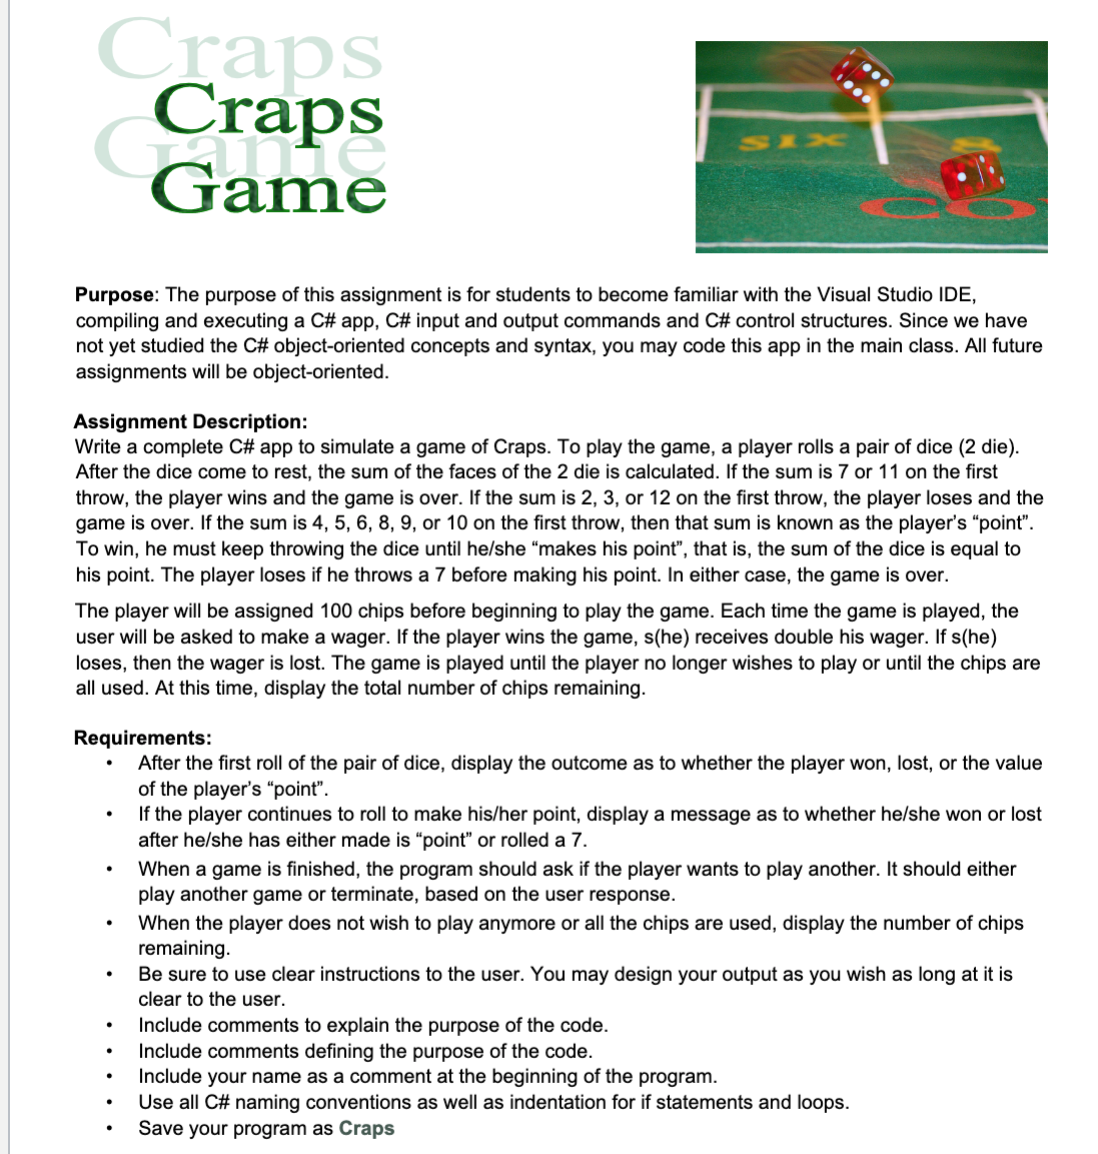 Craps
Craps
Game
Game
SIX
8
CO
Purpose: The purpose of this assignment is for students to become familiar with the Visual Studio IDE,
compiling and executing a C# app, C# input and output commands and C# control structures. Since we have
not yet studied the C# object-oriented concepts and syntax, you may code this app in the main class. All future
assignments will be object-oriented.
Assignment Description:
Write a complete C# app to simulate a game of Craps. To play the game, a player rolls a pair of dice (2 die).
After the dice come to rest, the sum of the faces of the 2 die is calculated. If the sum is 7 or 11 on the first
throw, the player wins and the game is over. If the sum is 2, 3, or 12 on the first throw, the player loses and the
game is over. If the sum is 4, 5, 6, 8, 9, or 10 on the first throw, then that sum is known as the player’s “point”.
To win, he must keep throwing the dice until he/she “makes his point”, that is, the sum of the dice is equal to
his point. The player loses if he throws a 7 before making his point. In either case, the game is over.
The player will be assigned 100 chips before beginning to play the game. Each time the game is played, the
user will be asked to make a wager. If the player wins the game, s(he) receives double his wager. If s(he)
loses, then the wager is lost. The game is played until the player no longer wishes to play or until the chips are
all used. At this time, display the total number of chips remaining.
Requirements:
• After the first roll of the pair of dice, display the outcome as to whether the player won, lost, or the value
of the player’s “point”.
• If the player continues to roll to make his/her point, display a message as to whether he/she won or lost
after he/she has either made is “point” or rolled a 7.
• When a game is finished, the program should ask if the player wants to play another. It should either
play another game or terminate, based on the user response.
• When the player does not wish to play anymore or all the chips are used, display the number of chips
remaining.
• Be sure to use clear instructions to the user. You may design your output as you wish as long at it is
clear to the user.
• Include comments to explain the purpose of the code.
• Include comments defining the purpose of the code.
• Include your name as a comment at the beginning of the program.
• Use all C# naming conventions as well as indentation for if statements and loops.
• Save your program as Craps